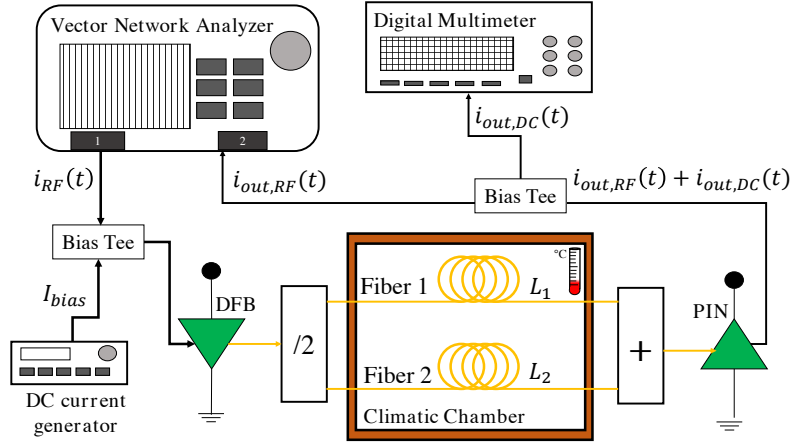 Vector Network Analyzer
1
2
Digital Multimeter
i_{out,DC}(t)
i_{RF}(t)
i_{out,RF}(t)
Bias Tee
i_{out,RF}(t) + i_{out,DC}(t)
Bias Tee
I_{bias}
DFB
/2
Fiber 1
L_1
°C
Fiber 2
L_2
Climatic Chamber
+
PIN
DC current
generator